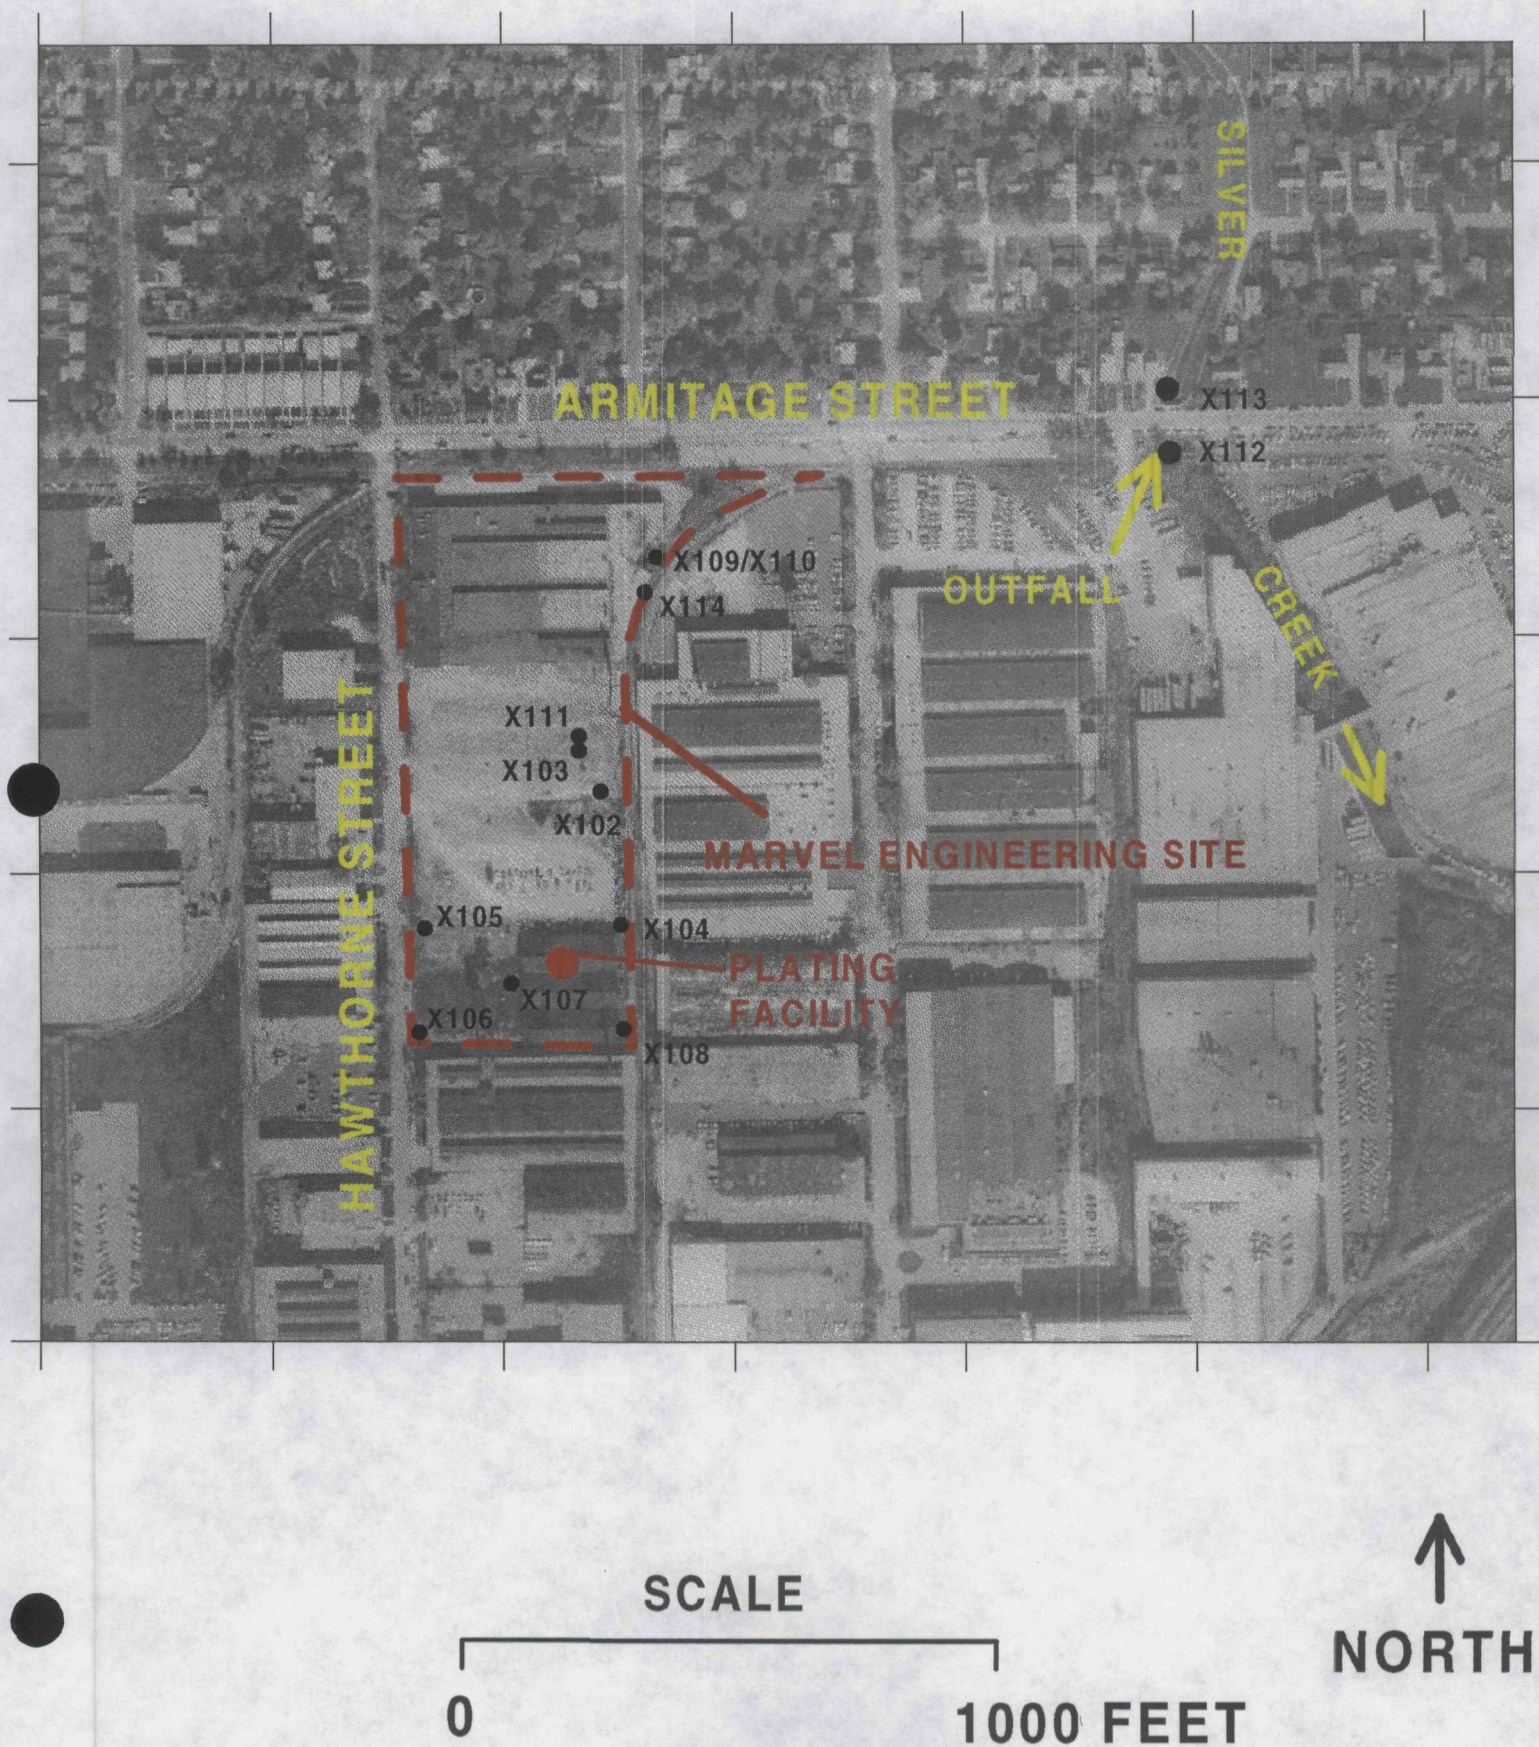 SILVER
ARMITAGE STREET
X113
X112
X109/X110
OUTFALL
X114
CREEK
HAWTHORNE STREET
X111
X103
X102
MARVEL ENGINEERING SITE
X105
X104
PLATING
FACILITY
X107
X106
X108
SCALE
NORTH
0
1000 FEET